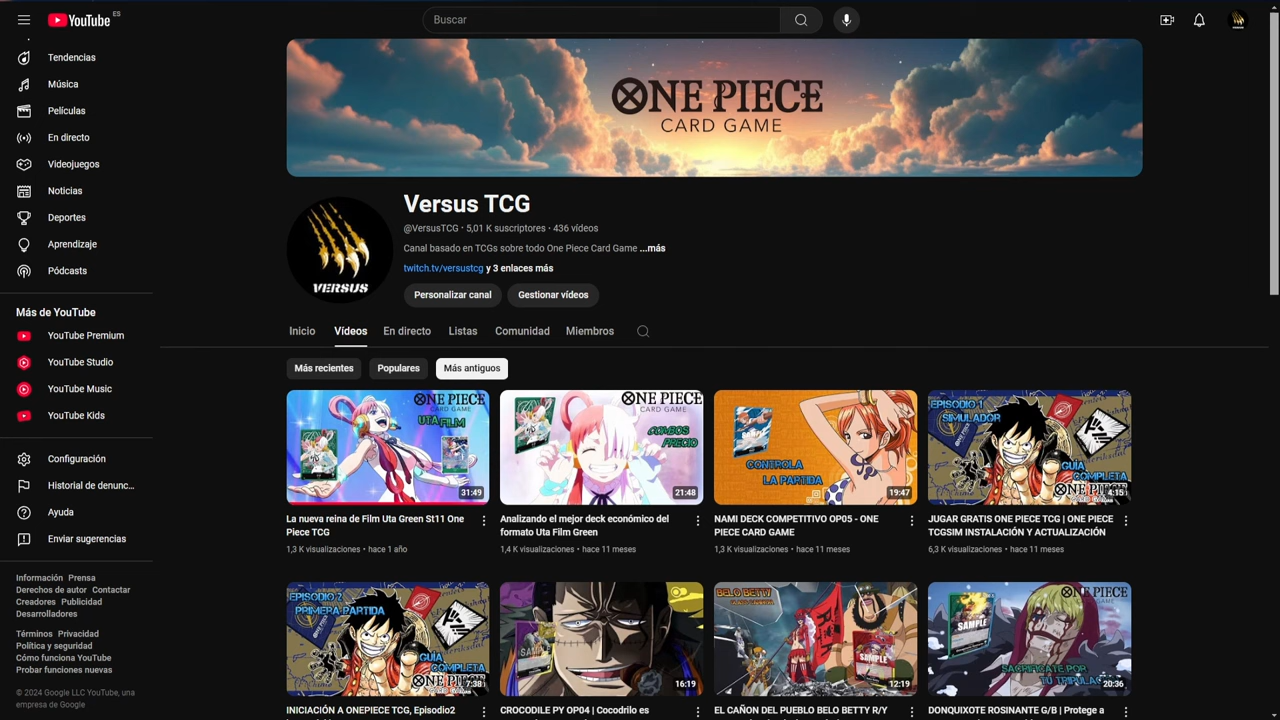 YouTube ES
Buscar
Tendencias
Música
Películas
En directo
Videojuegos
Noticias
Deportes
Aprendizaje
Pódcasts
Más de YouTube
YouTube Premium
YouTube Studio
YouTube Music
YouTube Kids
Configuración
Historial de denunc...
Ayuda
Enviar sugerencias
Información Prensa
Derechos de autor Contactar
Creadores Publicidad
Desarrolladores
Términos Privacidad
Política y seguridad
Cómo funciona YouTube
Probar funciones nuevas
© 2024 Google LLC YouTube, una
empresa de Google
ONE PIECE
CARD GAME
VERSUS
Versus TCG
@VersusTCG · 5,01 K suscriptores · 436 vídeos
Canal basado en TCGs sobre todo One Piece Card Game ...más
twitch.tv/versustcg y 3 enlaces más
Personalizar canal
Gestionar vídeos
Inicio
Vídeos
En directo
Listas
Comunidad
Miembros
Más recientes
Populares
Más antiguos
ONE PIECE
CARD GAME
UTA FILM
31:49
La nueva reina de Film Uta Green St11 One
Piece TCG
1,3 K visualizaciones · hace 1 año
ONE PIECE
CARD GAME
COMBOS
PRECIO
21:48
Analizando el mejor deck económico del
formato Uta Film Green
1,4 K visualizaciones · hace 11 meses
CONTROLA
LA PARTIDA
19:47
NAMI DECK COMPETITIVO OP05 - ONE
PIECE CARD GAME
1,3 K visualizaciones · hace 11 meses
EPISODIO 1
SIMULADOR
GUÍA
COMPLETA
ONE PIECE
4:15
JUGAR GRATIS ONE PIECE TCG | ONE PIECE
TCGSIM INSTALACIÓN Y ACTUALIZACIÓN
6,3 K visualizaciones · hace 11 meses
EPISODIO 2
PRIMERA PARTIDA
GUÍA
COMPLETA
ONE PIECE
7:38
INICIACIÓN A ONEPIECE TCG, Episodio2
SAMPLE
16:19
CROCODILE PY OP04 | Cocodrilo es
BELO BETTY
SAMPLE
12:19
EL CAÑON DEL PUEBLO BELO BETTY R/Y
ONE PIECE
CARD GAME
SAMPLE
SACRIFICATE POR
TU TRIPULACIÓN
20:36
DONQUIXOTE ROSINANTE G/B | Protege a